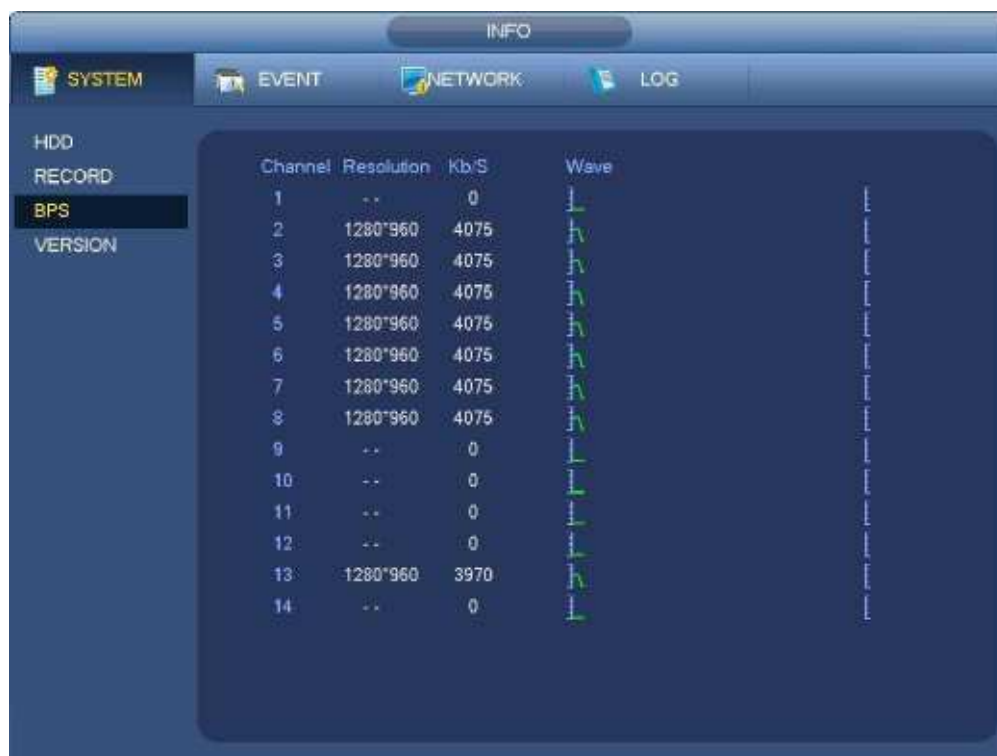 INFO
SYSTEM EVENT NETWORK LOG
HDD
RECORD
BPS
VERSION
Channel Resolution Kb/S Wave
1 -- 0
2 1280*960 4075
3 1280*960 4075
4 1280*960 4075
5 1280*960 4075
6 1280*960 4075
7 1280*960 4075
8 1280*960 4075
9 -- 0
10 -- 0
11 -- 0
12 -- 0
13 1280*960 3970
14 -- 0